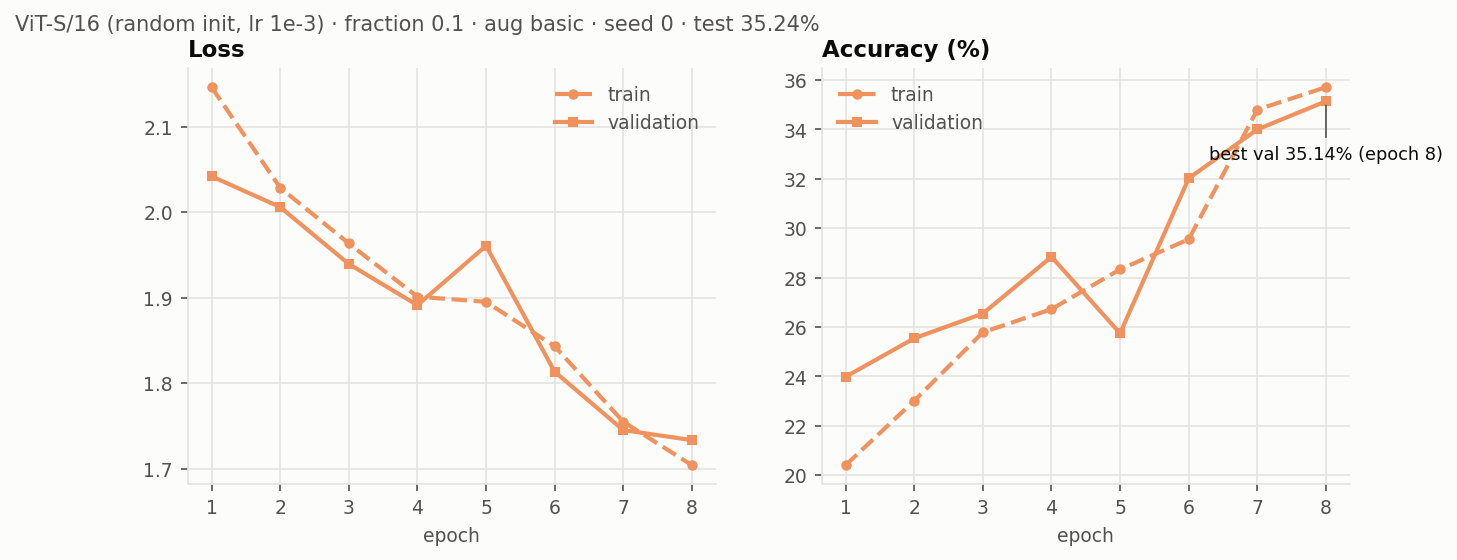 ViT-S/16 (random init, lr 1e-3) · fraction 0.1 · aug basic · seed 0 · test 35.24%
Loss
train
validation
2.1
2.0
1.9
1.8
1.7
1 2 3 4 5 6 7 8
epoch
Accuracy (%)
train
validation
best val 35.14% (epoch 8)
36
34
32
30
28
26
24
22
20
1 2 3 4 5 6 7 8
epoch